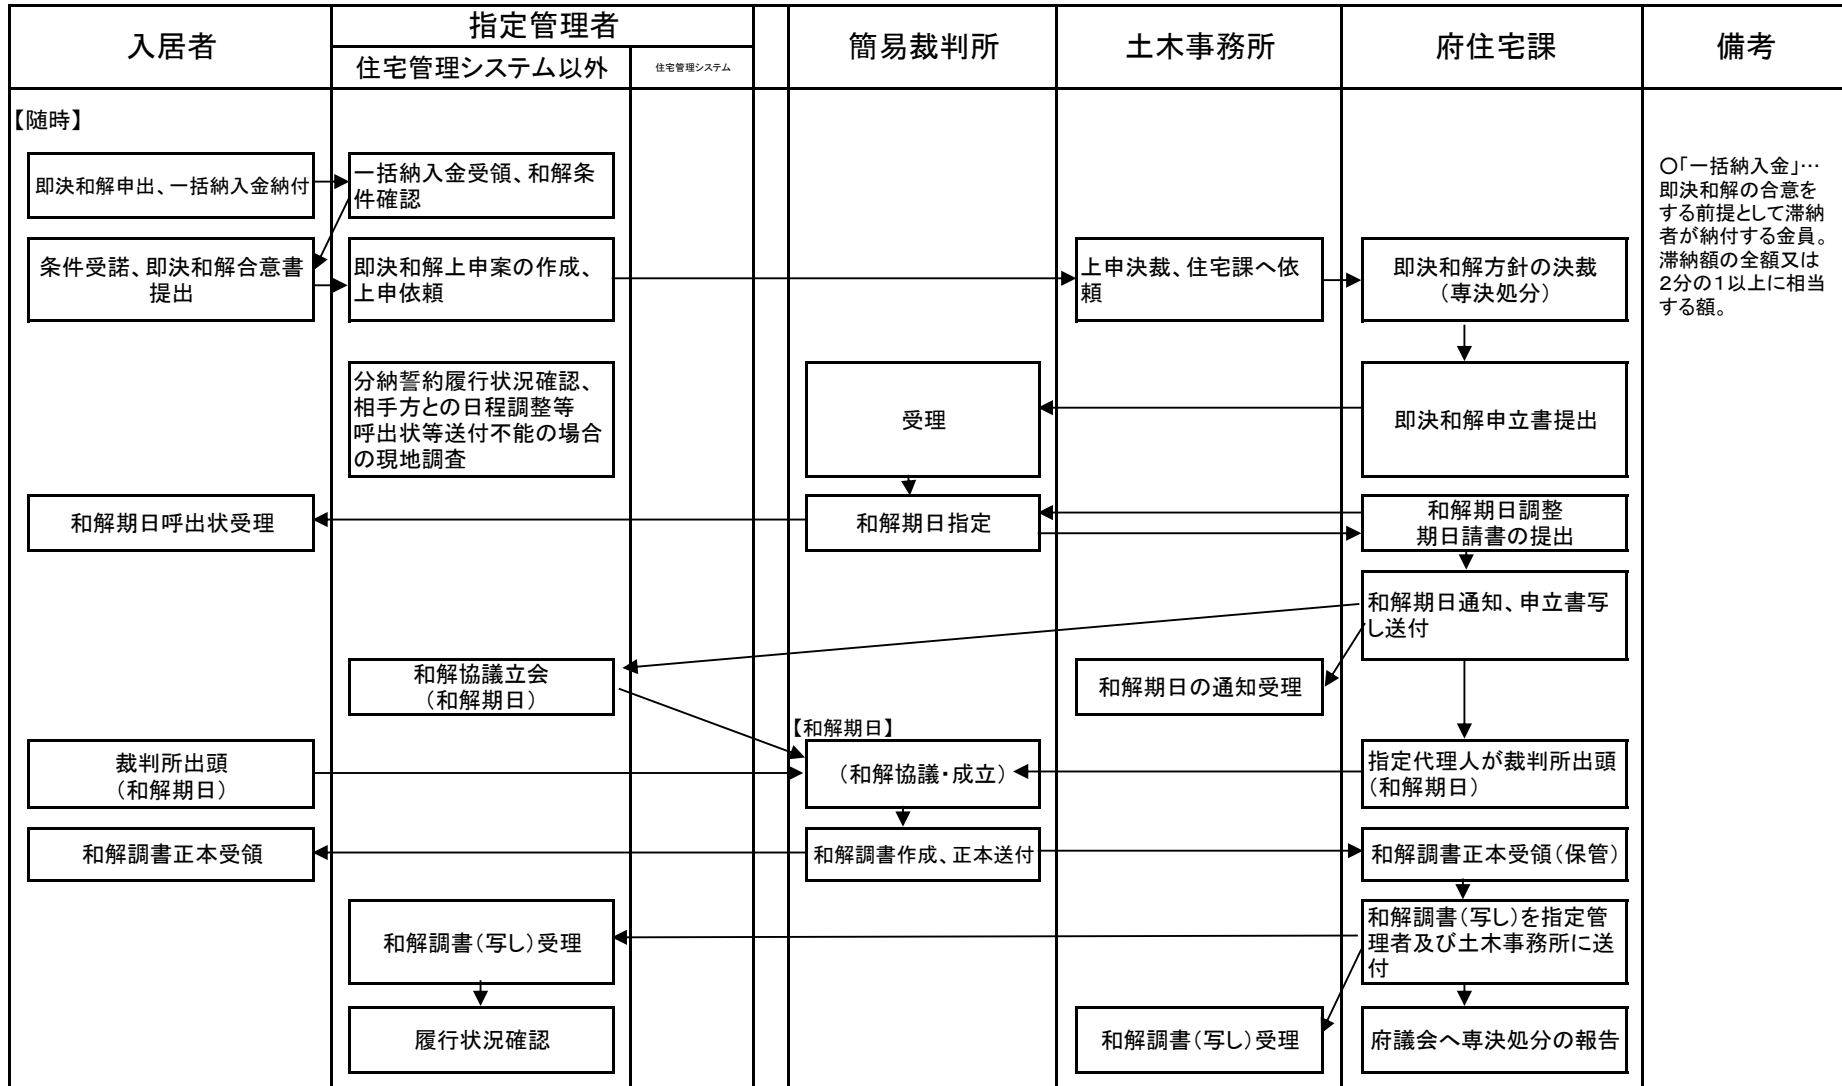 入居者
指定管理者
住宅管理システム以外
住宅管理システム
簡易裁判所
土木事務所
府住宅課
備考
【随時】
即決和解申出、一括納入金納付
一括納入金受領、和解条
件確認
○「一括納入金」…
即決和解の合意を
する前提として滞納
者が納付する金員。
滞納額の全額又は
2分の1以上に相当
する額。
条件受諾、即決和解合意書
提出
即決和解上申案の作成、
上申依頼
上申決裁、住宅課へ依
頼
即決和解方針の決裁
（専決処分）
分納誓約履行状況確認、
相手方との日程調整等
呼出状等送付不能の場合
の現地調査
受理
即決和解申立書提出
和解期日呼出状受理
和解期日指定
和解期日調整
期日請書の提出
和解期日通知、申立書写
し送付
和解協議立会
（和解期日）
和解期日の通知受理
【和解期日】
裁判所出頭
（和解期日）
（和解協議・成立）
指定代理人が裁判所出頭
（和解期日）
和解調書正本受領
和解調書作成、正本送付
和解調書正本受領（保管）
和解調書（写し）受理
和解調書（写し）を指定管
理者及び土木事務所に送
付
履行状況確認
和解調書（写し）受理
府議会へ専決処分の報告